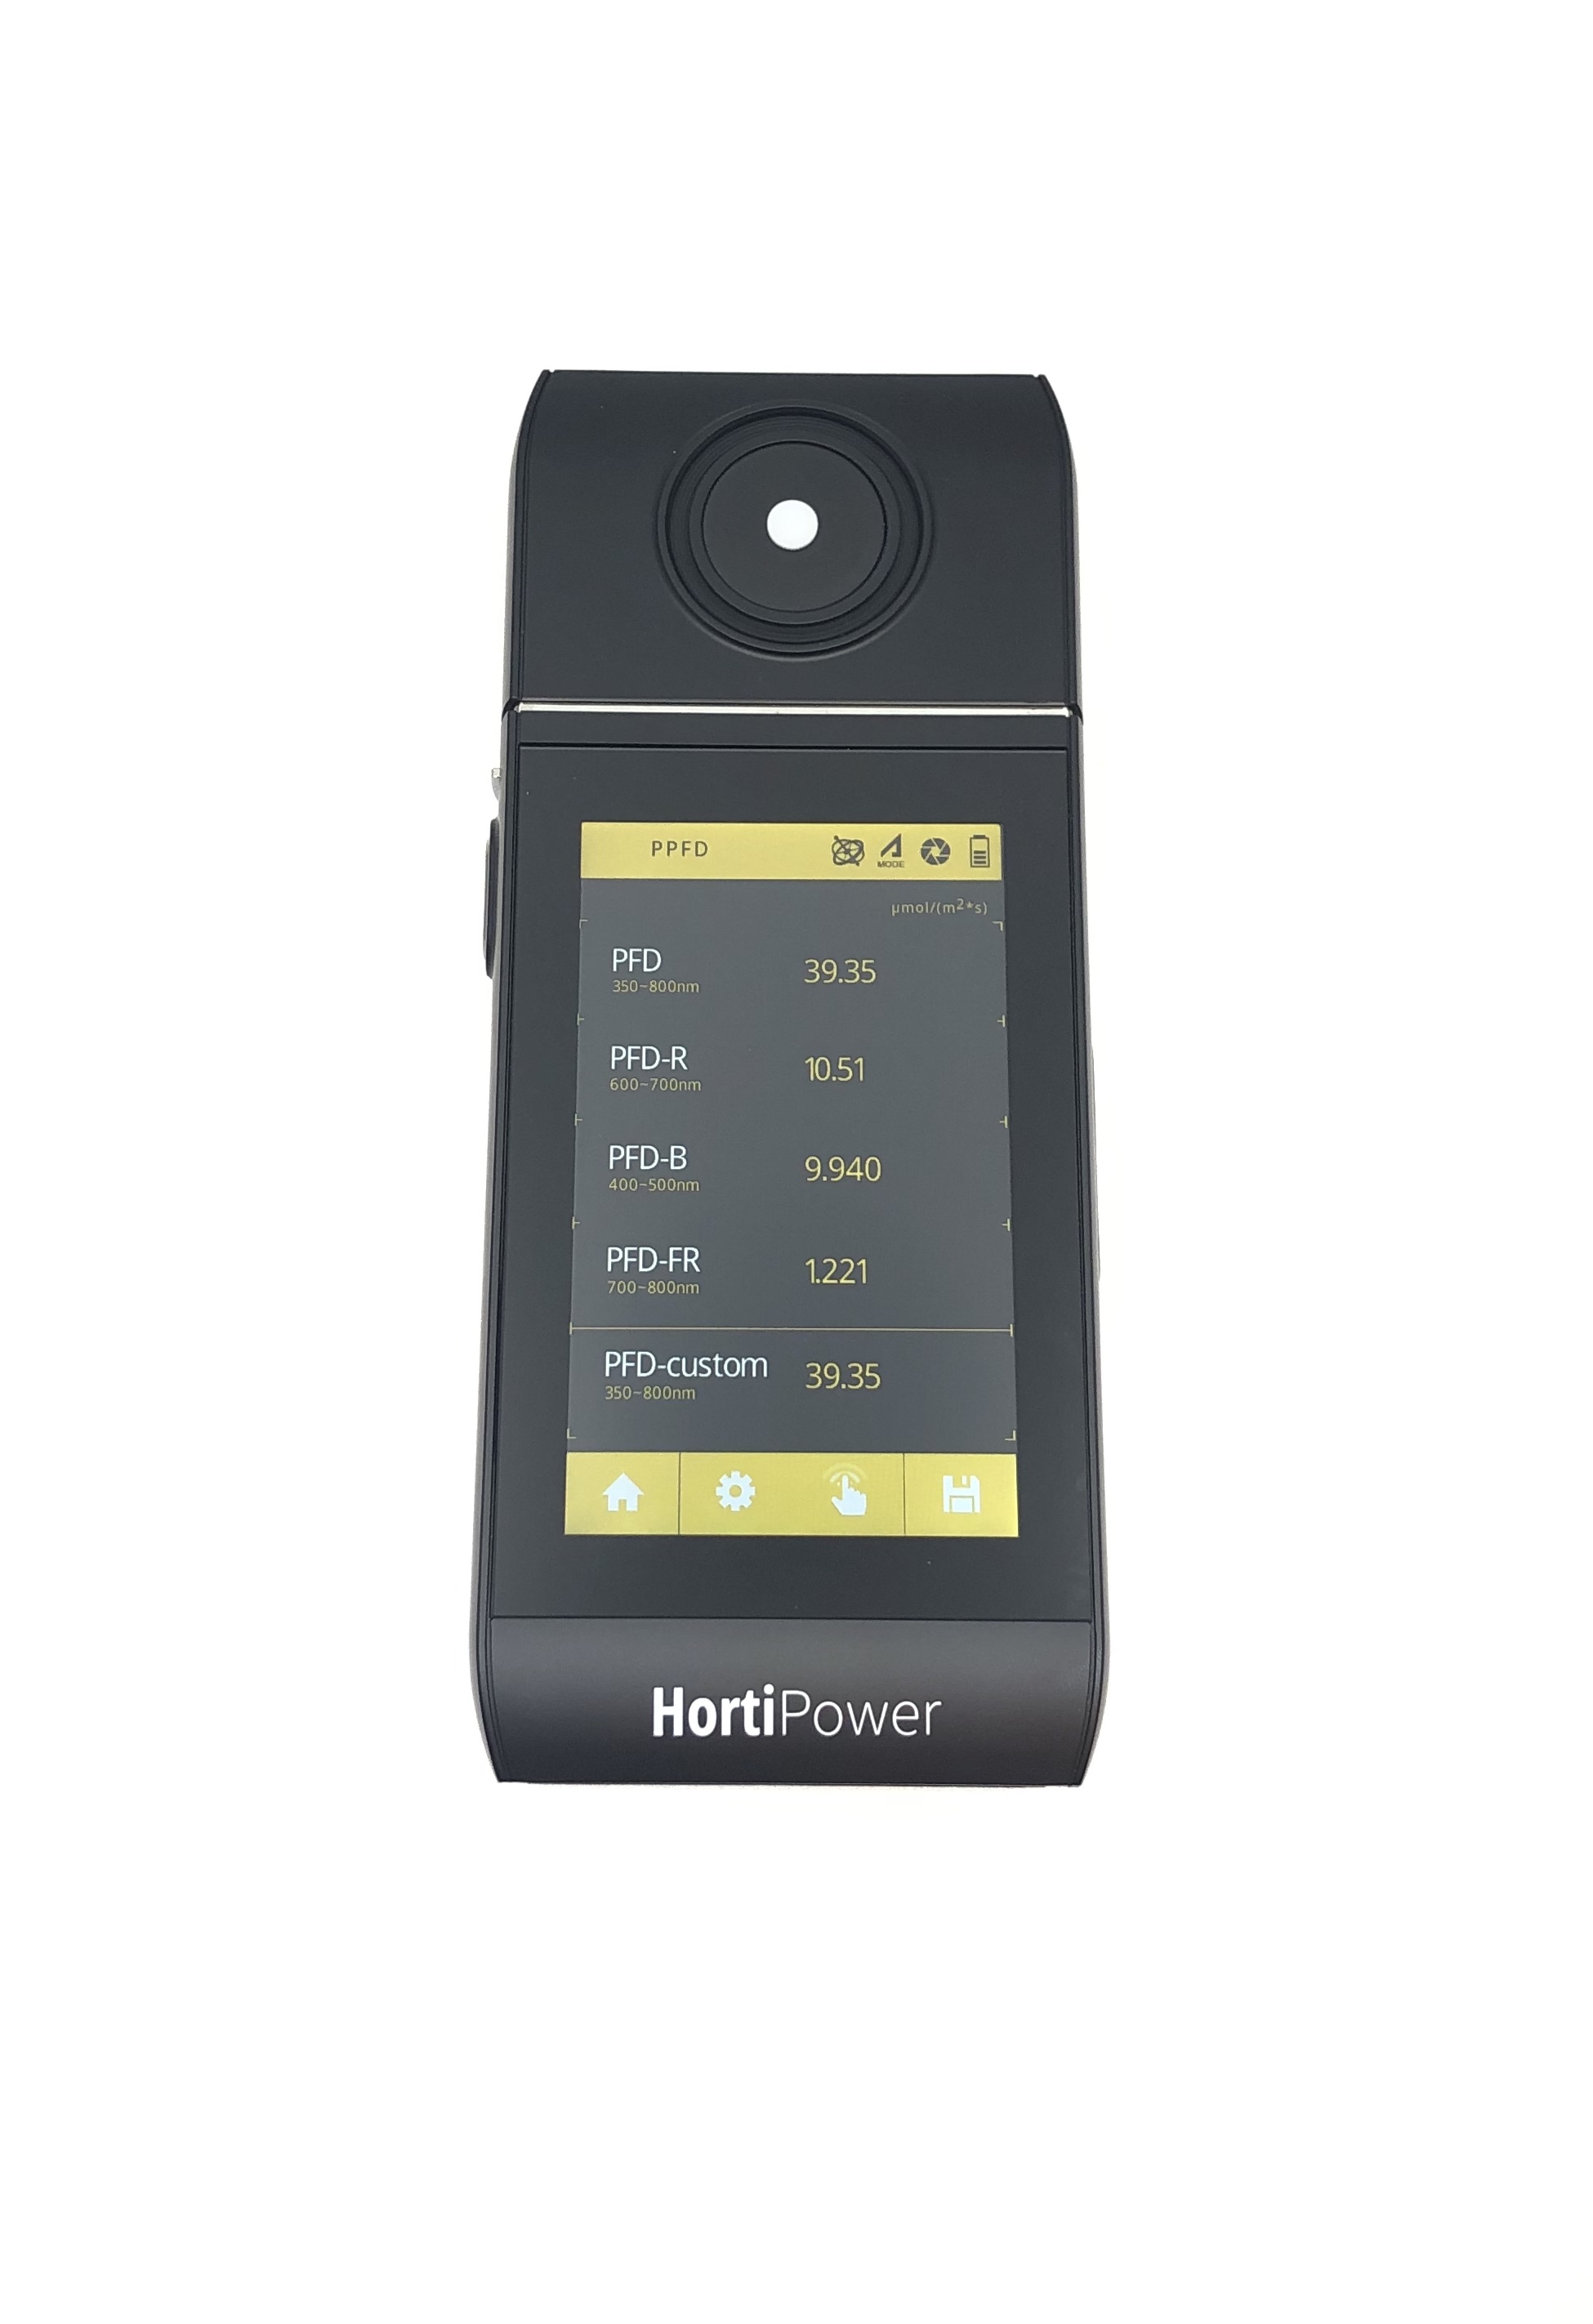 PPFD
MODE
µmol/(m²*s)
PFD 39.35
350~800nm
PFD-R 10.51
600~700nm
PFD-B 9.940
400~500nm
PFD-FR 1.221
700~800nm
PFD-custom 39.35
350~800nm
HortiPower